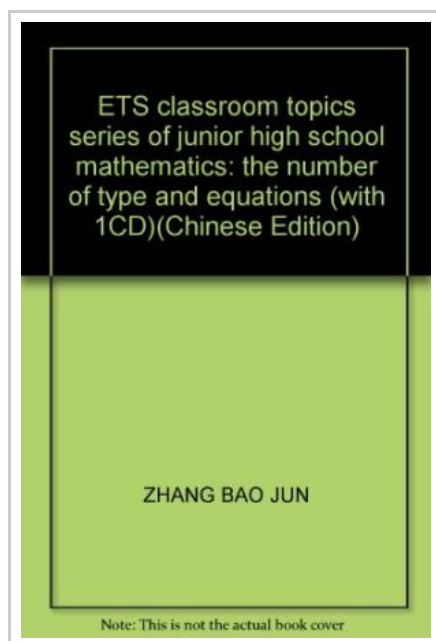 ETS classroom topics
series of junior high school
mathematics: the number
of type and equations (with
1CD)(Chinese Edition)
ZHANG BAO JUN
Note: This is not the actual book cover